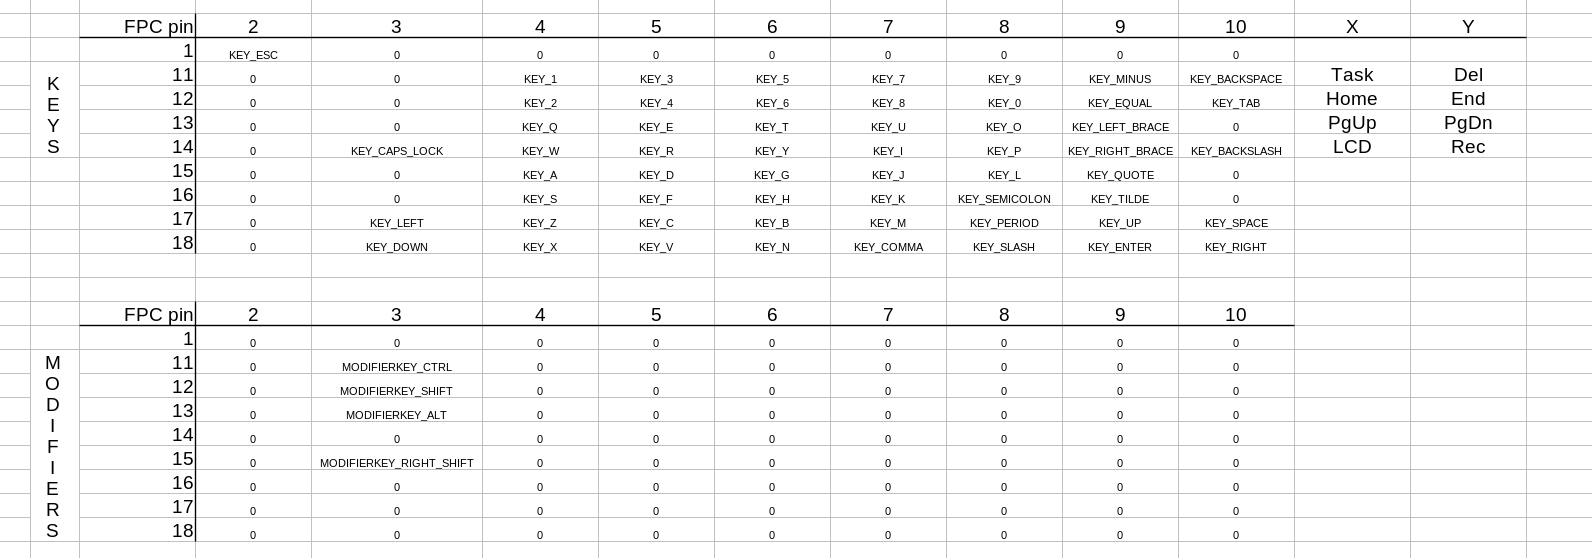 FPC pin 2 3 4 5 6 7 8 9 10 X Y
1 KEY_ESC 0 0 0 0 0 0 0 0
11 0 0 KEY_1 KEY_3 KEY_5 KEY_7 KEY_9 KEY_MINUS KEY_BACKSPACE Task Del
12 0 0 KEY_2 KEY_4 KEY_6 KEY_8 KEY_0 KEY_EQUAL KEY_TAB Home End
13 0 0 KEY_Q KEY_E KEY_T KEY_U KEY_O KEY_LEFT_BRACE 0 PgUp PgDn
14 0 KEY_CAPS_LOCK KEY_W KEY_R KEY_Y KEY_I KEY_P KEY_RIGHT_BRACE KEY_BACKSLASH LCD Rec
15 0 0 KEY_A KEY_D KEY_G KEY_J KEY_L KEY_QUOTE 0
16 0 0 KEY_S KEY_F KEY_H KEY_K KEY_SEMICOLON KEY_TILDE 0
17 0 KEY_LEFT KEY_Z KEY_C KEY_B KEY_M KEY_PERIOD KEY_UP KEY_SPACE
18 0 KEY_DOWN KEY_X KEY_V KEY_N KEY_COMMA KEY_SLASH KEY_ENTER KEY_RIGHT
KEYS
FPC pin 2 3 4 5 6 7 8 9 10
1 0 0 0 0 0 0 0 0 0
11 0 MODIFIERKEY_CTRL 0 0 0 0 0 0 0
12 0 MODIFIERKEY_SHIFT 0 0 0 0 0 0 0
13 0 MODIFIERKEY_ALT 0 0 0 0 0 0 0
14 0 0 0 0 0 0 0 0 0
15 0 MODIFIERKEY_RIGHT_SHIFT 0 0 0 0 0 0 0
16 0 0 0 0 0 0 0 0 0
17 0 0 0 0 0 0 0 0 0
18 0 0 0 0 0 0 0 0 0
MODIFIERS